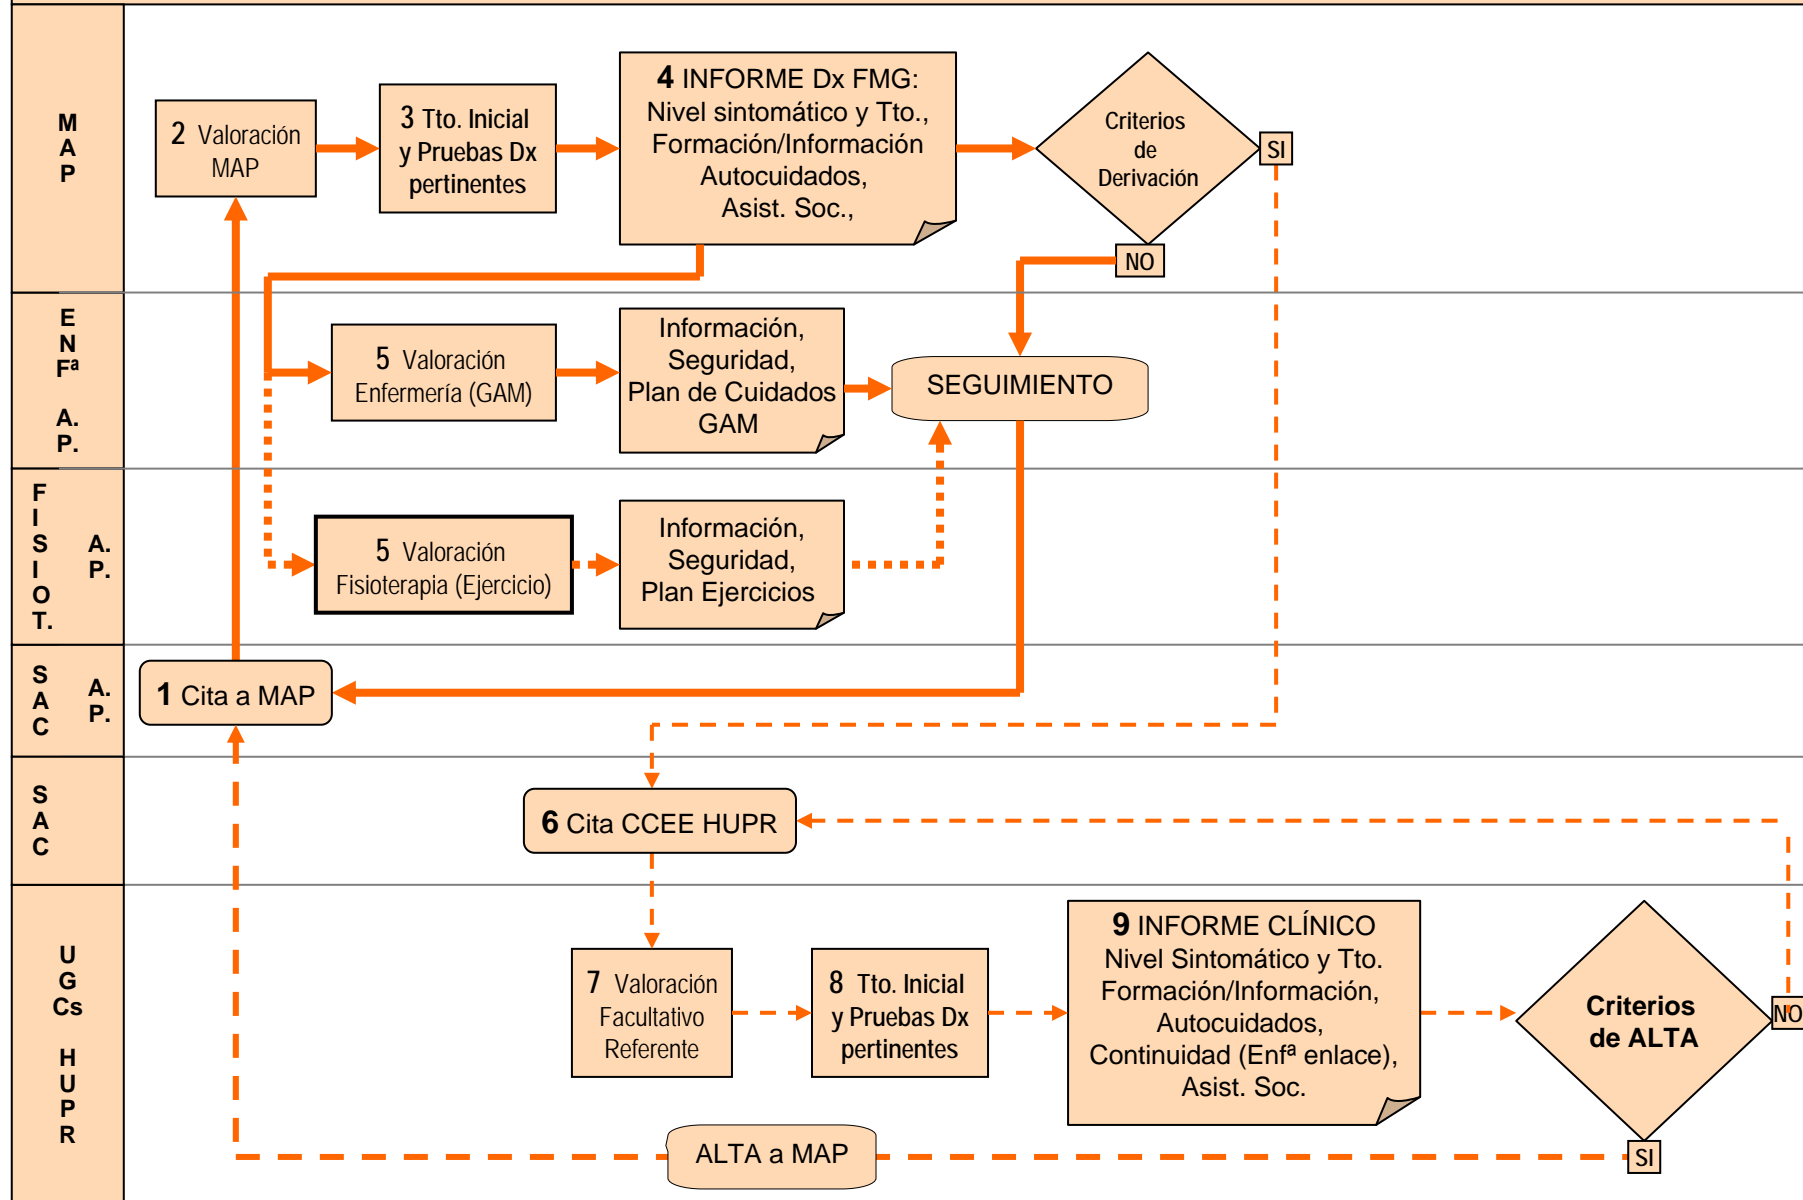 M
A
P
2 Valoración
MAP
3 Tto. Inicial
y Pruebas Dx
pertinentes
4 INFORME Dx FMG:
Nivel sintomático y Tto.,
Formación/Información
Autocuidados,
Asist. Soc.,
Criterios
de
Derivación
SI
NO
E
N
Fª
A.
P.
5 Valoración
Enfermería (GAM)
Información,
Seguridad,
Plan de Cuidados
GAM
SEGUIMIENTO
F
I
S
I
O
T.
A.
P.
5 Valoración
Fisioterapia (Ejercicio)
Información,
Seguridad,
Plan Ejercicios
S
A
C
A.
P.
1 Cita a MAP
S
A
C
6 Cita CCEE HUPR
U
G
Cs
H
U
P
R
7 Valoración
Facultativo
Referente
8 Tto. Inicial
y Pruebas Dx
pertinentes
9 INFORME CLÍNICO
Nivel Sintomático y Tto.
Formación/Información,
Autocuidados,
Continuidad (Enfª enlace),
Asist. Soc.
Criterios
de ALTA
NO
SI
ALTA a MAP